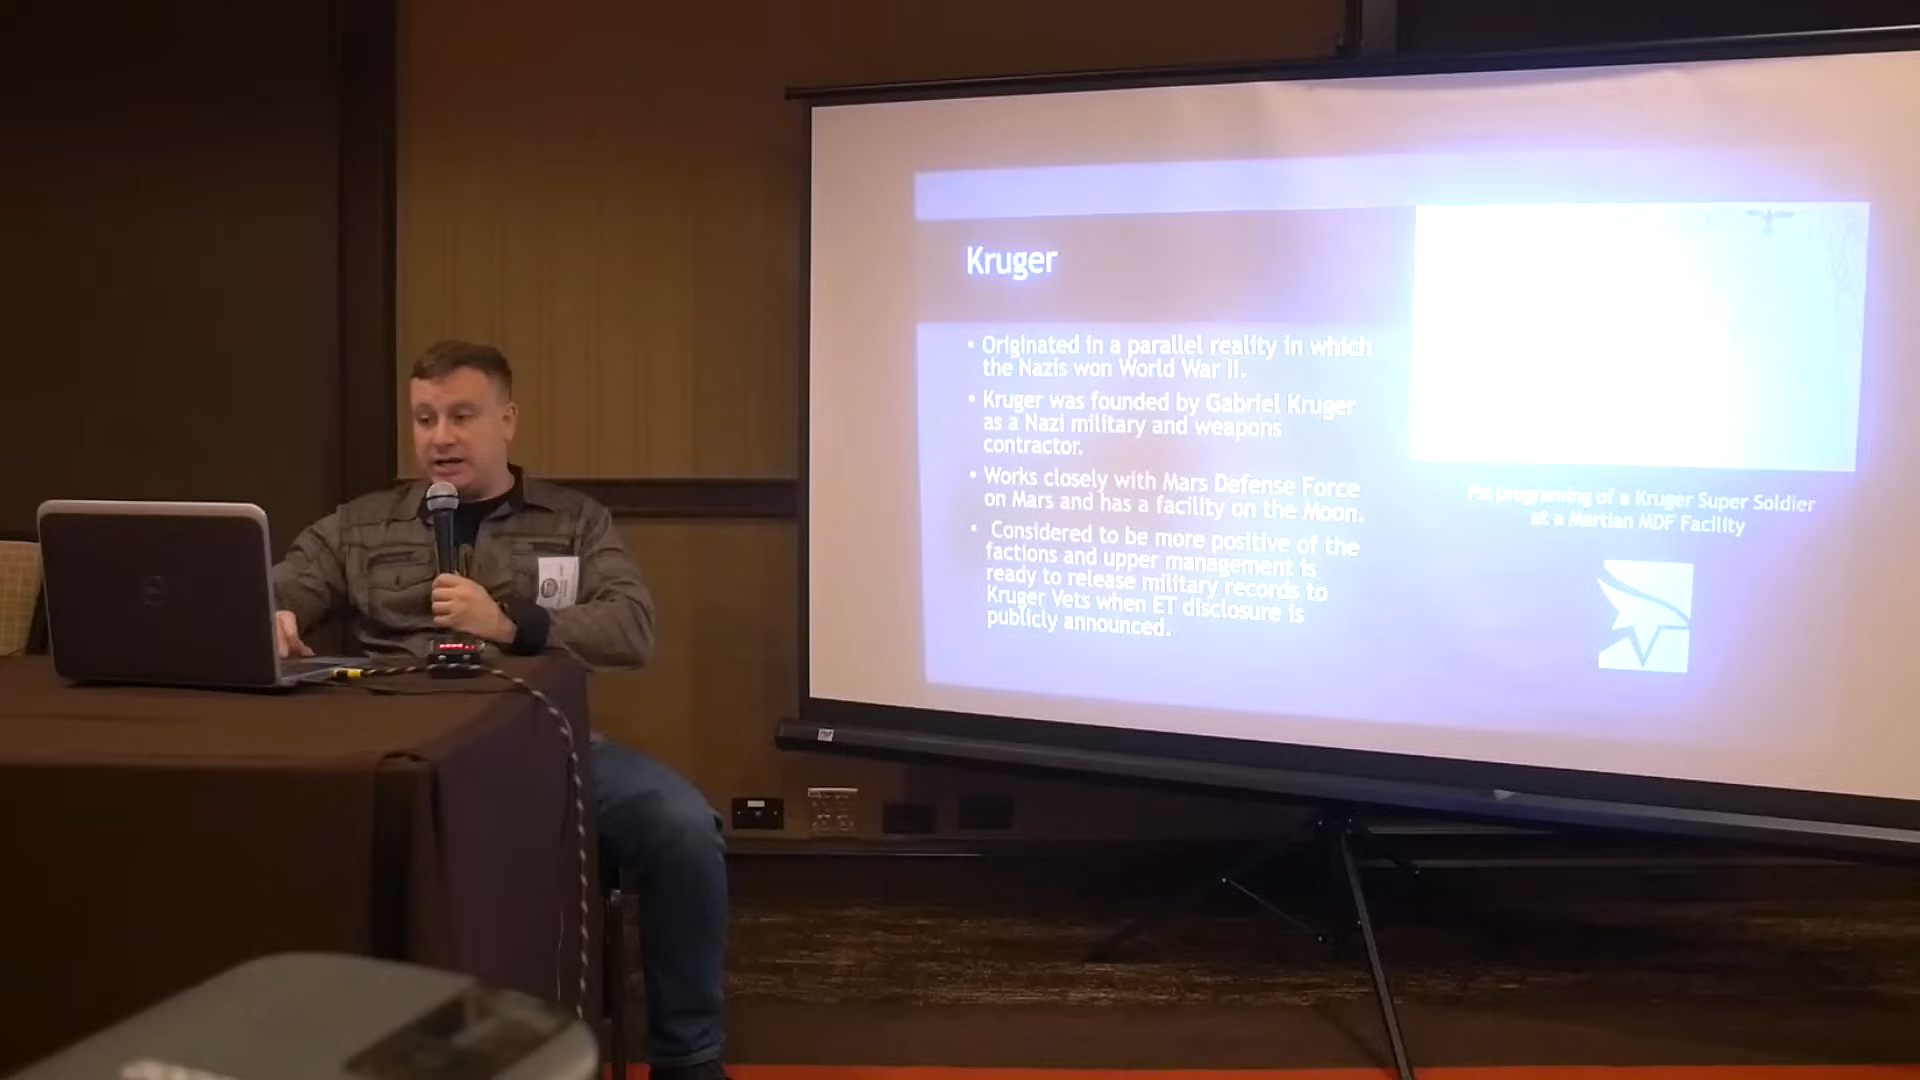 Kruger
• Originated in a parallel reality in which
the Nazis won World War II.
• Kruger was founded by Gabriel Kruger
as a Nazi military and weapons
contractor.
• Works closely with Mars Defense Force
on Mars and has a facility on the Moon.
• Considered to be more positive of the
factions and upper management is
ready to release military records to
Kruger Vets when ET disclosure is
publicly announced.
Psi programing of a Kruger Super Soldier
at a Martian MDF Facility